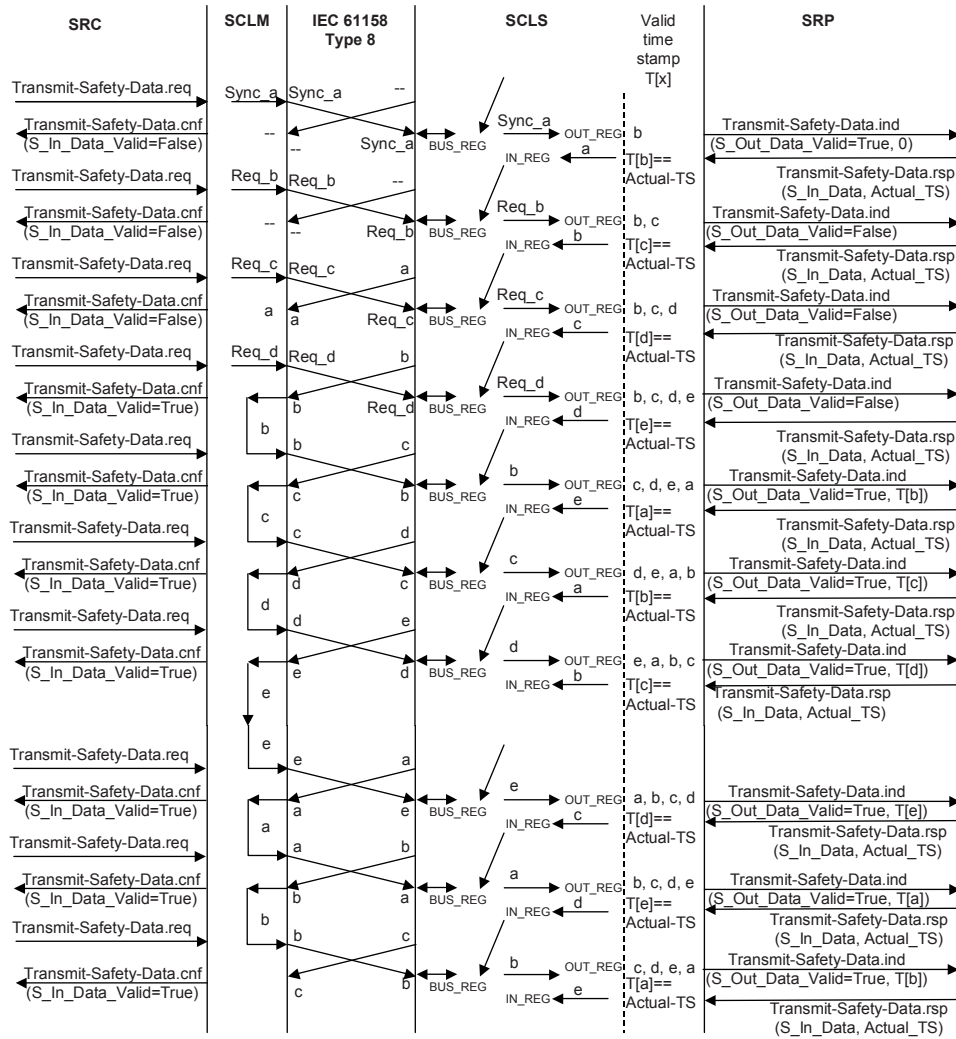 SRC SCLM IEC 61158 SCLS Valid SRP
Type 8 time
stamp
T[x]
Transmit-Safety-Data.req Sync_a Sync_a --
Transmit-Safety-Data.cnf -- Sync_a OUT_REG b Transmit-Safety-Data.ind
(S_In_Data_Valid=False) -- Sync_a BUS_REG (S_Out_Data_Valid=True, 0)
IN_REG a T[b]==
Transmit-Safety-Data.req Req_b Req_b -- Actual-TS Transmit-Safety-Data.rsp
(S_In_Data, Actual_TS)
Transmit-Safety-Data.cnf -- Req_b OUT_REG b, c Transmit-Safety-Data.ind
(S_In_Data_Valid=False) -- Req_b BUS_REG (S_Out_Data_Valid=False)
IN_REG b T[c]==
Transmit-Safety-Data.req Req_c Req_c a Actual-TS Transmit-Safety-Data.rsp
(S_In_Data, Actual_TS)
Transmit-Safety-Data.cnf a Req_c OUT_REG b, c, d Transmit-Safety-Data.ind
(S_In_Data_Valid=False) a Req_c BUS_REG (S_Out_Data_Valid=False)
IN_REG c T[d]==
Transmit-Safety-Data.req Req_d Req_d b Actual-TS Transmit-Safety-Data.rsp
(S_In_Data, Actual_TS)
Transmit-Safety-Data.cnf Req_d OUT_REG b, c, d, e Transmit-Safety-Data.ind
(S_In_Data_Valid=True) b Req_d BUS_REG (S_Out_Data_Valid=False)
b IN_REG d T[e]==
Transmit-Safety-Data.req b c Actual-TS Transmit-Safety-Data.rsp
(S_In_Data, Actual_TS)
Transmit-Safety-Data.cnf b OUT_REG c, d, e, a Transmit-Safety-Data.ind
(S_In_Data_Valid=True) c b BUS_REG (S_Out_Data_Valid=True, T[b])
c IN_REG e T[a]==
Transmit-Safety-Data.req c d Actual-TS Transmit-Safety-Data.rsp
(S_In_Data, Actual_TS)
Transmit-Safety-Data.cnf c OUT_REG d, e, a, b Transmit-Safety-Data.ind
(S_In_Data_Valid=True) d c BUS_REG (S_Out_Data_Valid=True, T[c])
d IN_REG a T[b]==
Transmit-Safety-Data.req d e Actual-TS Transmit-Safety-Data.rsp
(S_In_Data, Actual_TS)
Transmit-Safety-Data.cnf d OUT_REG e, a, b, c Transmit-Safety-Data.ind
(S_In_Data_Valid=True) e d BUS_REG (S_Out_Data_Valid=True, T[d])
e IN_REG b T[c]==
Actual-TS Transmit-Safety-Data.rsp
(S_In_Data, Actual_TS)
e
Transmit-Safety-Data.req e a
Transmit-Safety-Data.cnf e OUT_REG a, b, c, d Transmit-Safety-Data.ind
(S_In_Data_Valid=True) a e BUS_REG (S_Out_Data_Valid=True, T[e])
a IN_REG c T[d]==
Transmit-Safety-Data.req a b Actual-TS Transmit-Safety-Data.rsp
(S_In_Data, Actual_TS)
Transmit-Safety-Data.cnf a OUT_REG b, c, d, e Transmit-Safety-Data.ind
(S_In_Data_Valid=True) b a BUS_REG (S_Out_Data_Valid=True, T[a])
b IN_REG d T[e]==
Transmit-Safety-Data.req b c Actual-TS Transmit-Safety-Data.rsp
(S_In_Data, Actual_TS)
Transmit-Safety-Data.cnf b OUT_REG c, d, e, a Transmit-Safety-Data.ind
(S_In_Data_Valid=True) c b BUS_REG (S_Out_Data_Valid=True, T[b])
IN_REG e T[a]==
Actual-TS Transmit-Safety-Data.rsp
(S_In_Data, Actual_TS)